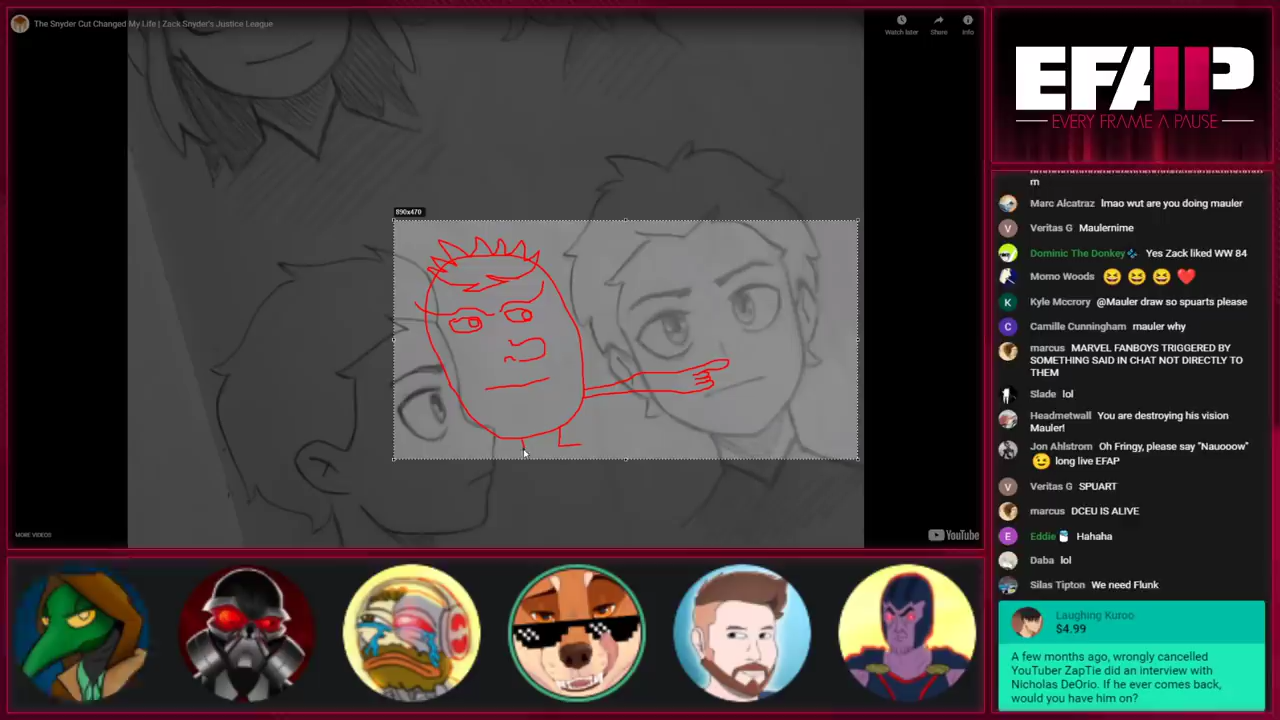 The Snyder Cut Changed My Life | Zack Snyder's Justice League
Watch later
Share
Info
890x470
MORE VIDEOS
YouTube
EFAP
EVERY FRAME A PAUSE
m
Marc Alcatraz lmao wut are you doing mauler
Veritas G Maulernime
Dominic The Donkey Yes Zack liked WW 84
Momo Woods
Kyle Mccrory @Mauler draw so spuarts please
Camille Cunningham mauler why
marcus MARVEL FANBOYS TRIGGERED BY
SOMETHING SAID IN CHAT NOT DIRECTLY TO
THEM
Slade lol
Headmetwall You are destroying his vision
Mauler!
Jon Ahlstrom Oh Fringy, please say "Nauooow"
long live EFAP
Veritas G SPUART
marcus DCEU IS ALIVE
Eddie Hahaha
Daba lol
Silas Tipton We need Flunk
Laughing Kuroo
$4.99
A few months ago, wrongly cancelled
YouTuber ZapTie did an interview with
Nicholas DeOrio. If he ever comes back,
would you have him on?